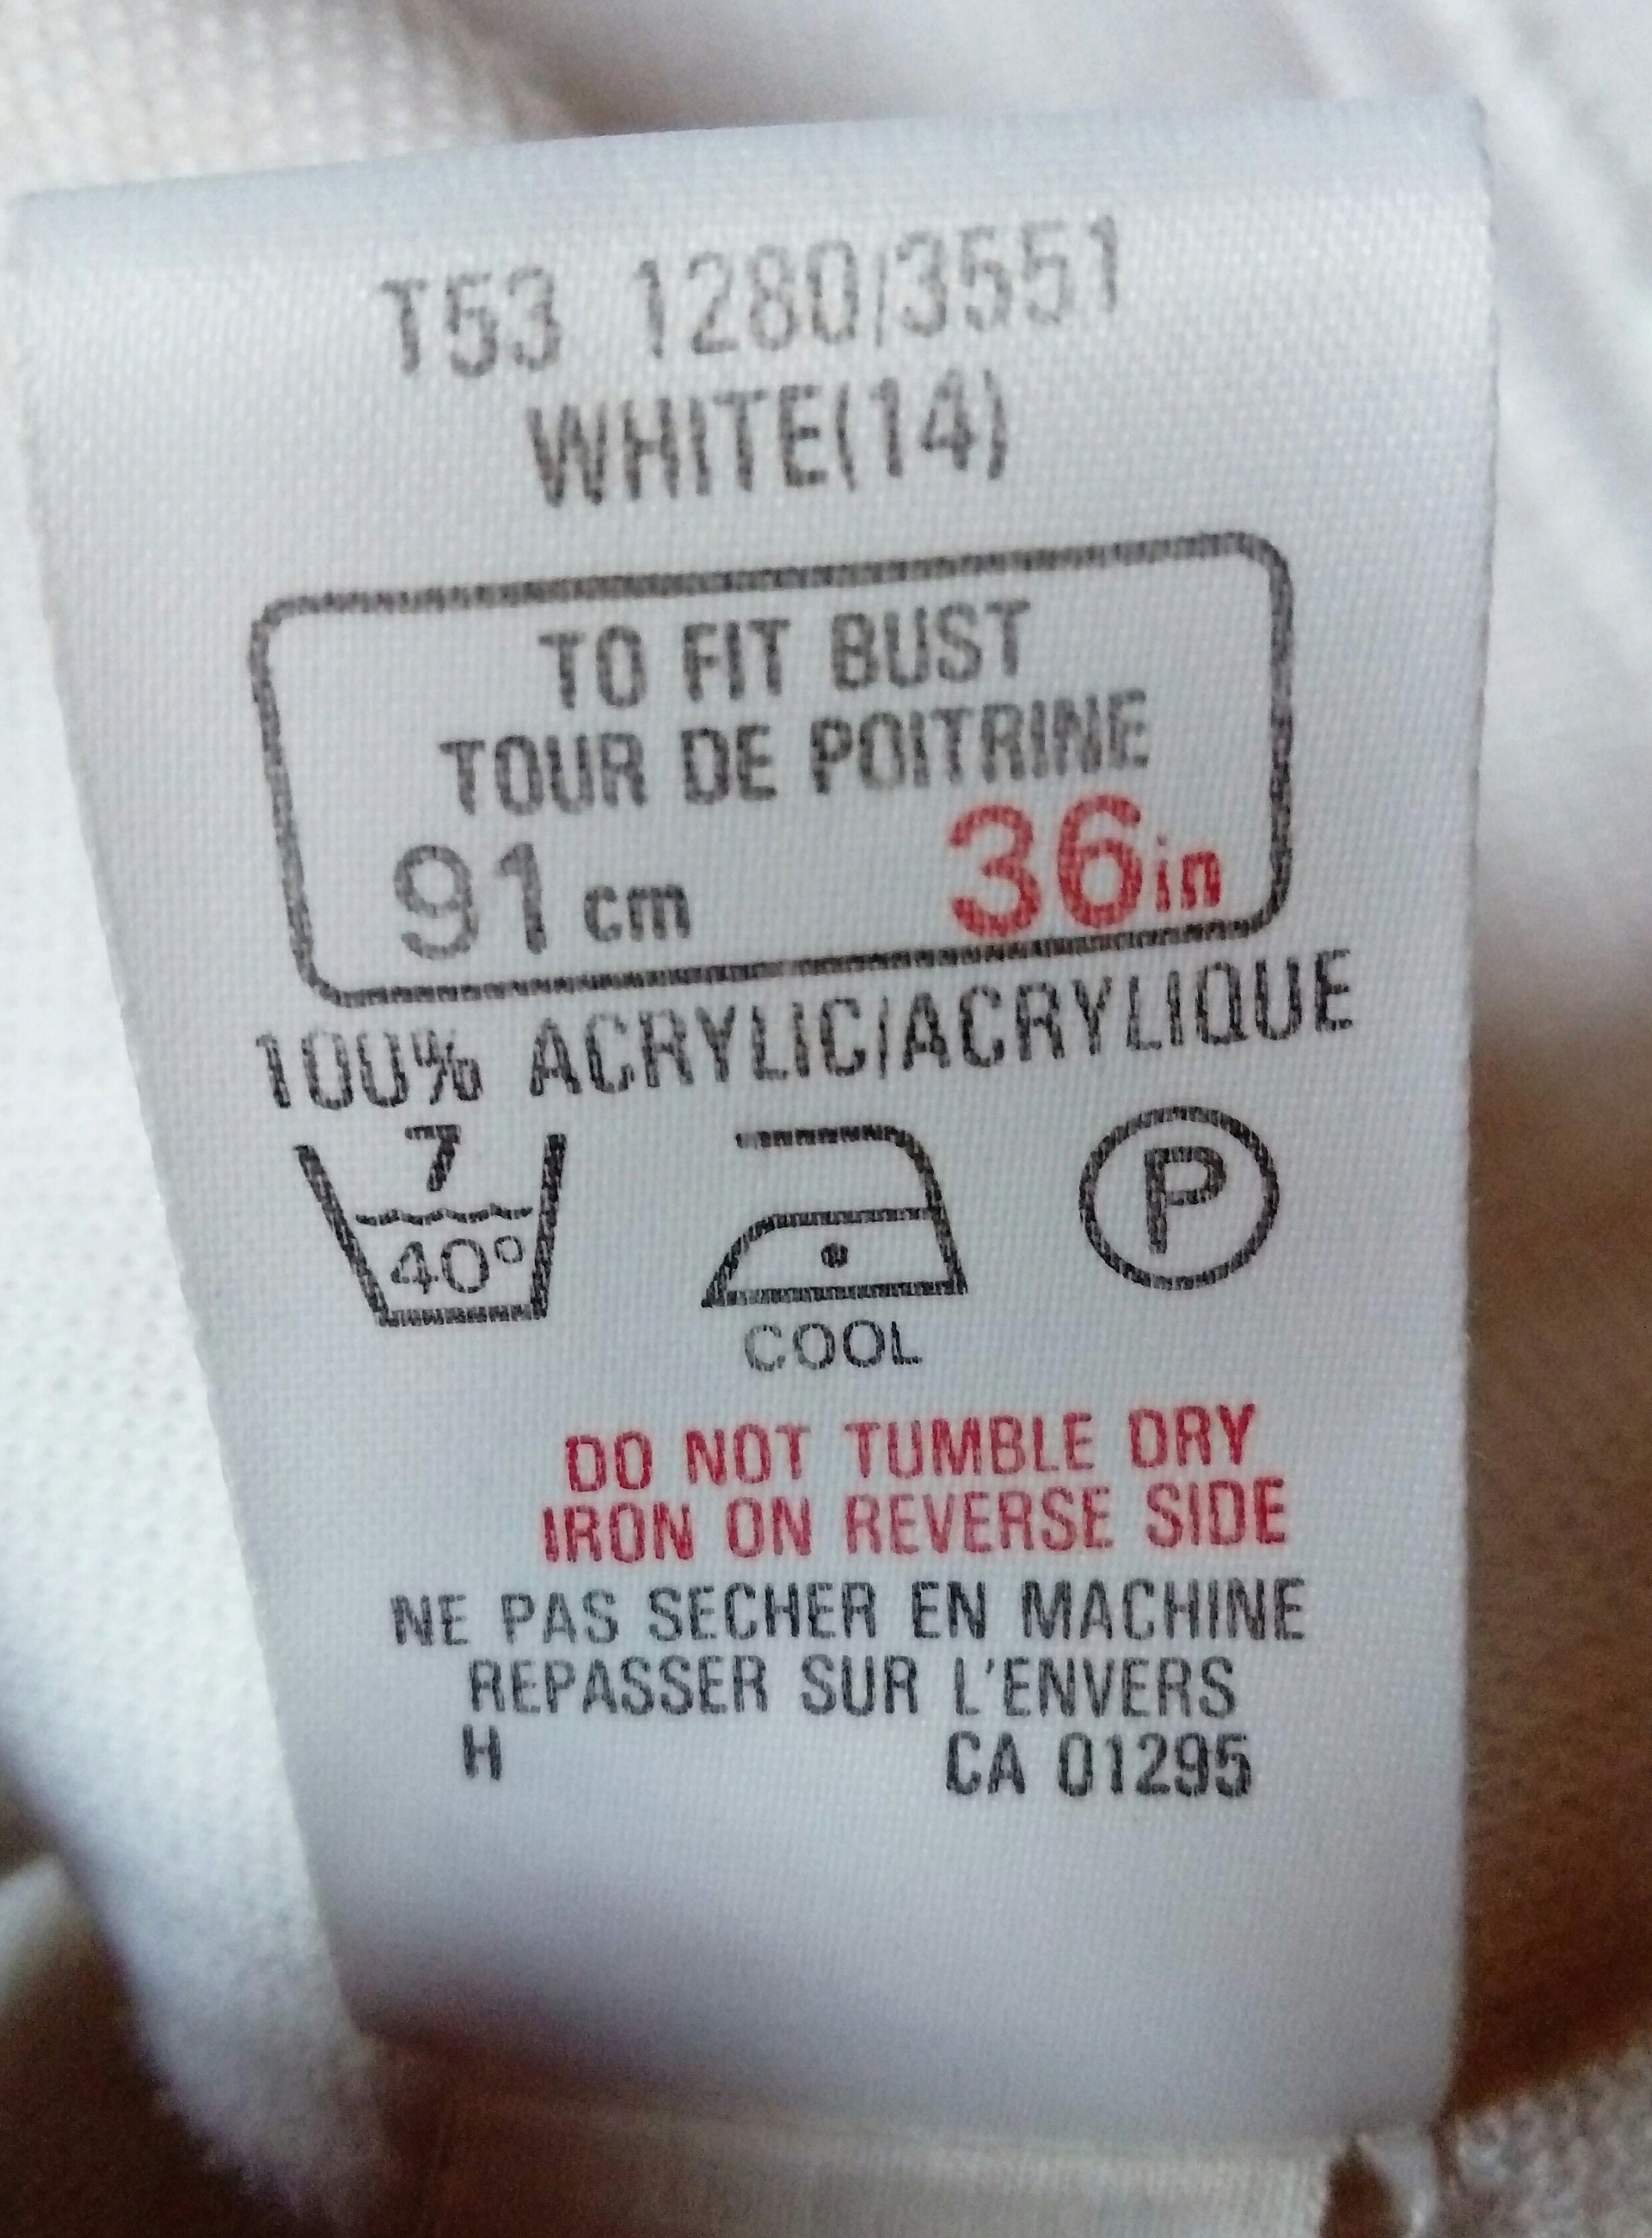 T53 1280/3551
WHITE(14)
TO FIT BUST
TOUR DE POITRINE
91 cm 36 in
100% ACRYLIC/ACRYLIQUE
7
40° P
COOL
DO NOT TUMBLE DRY
IRON ON REVERSE SIDE
NE PAS SECHER EN MACHINE
REPASSER SUR L'ENVERS
H CA 01295